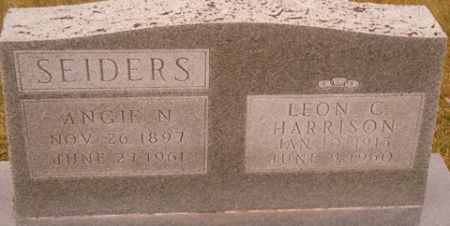 SEIDERS
ANGIE N
NOV. 26, 1897
JUNE 27, 1961
LEON C.
HARRISON
JAN. 10, 1915
JUNE 9, 1960